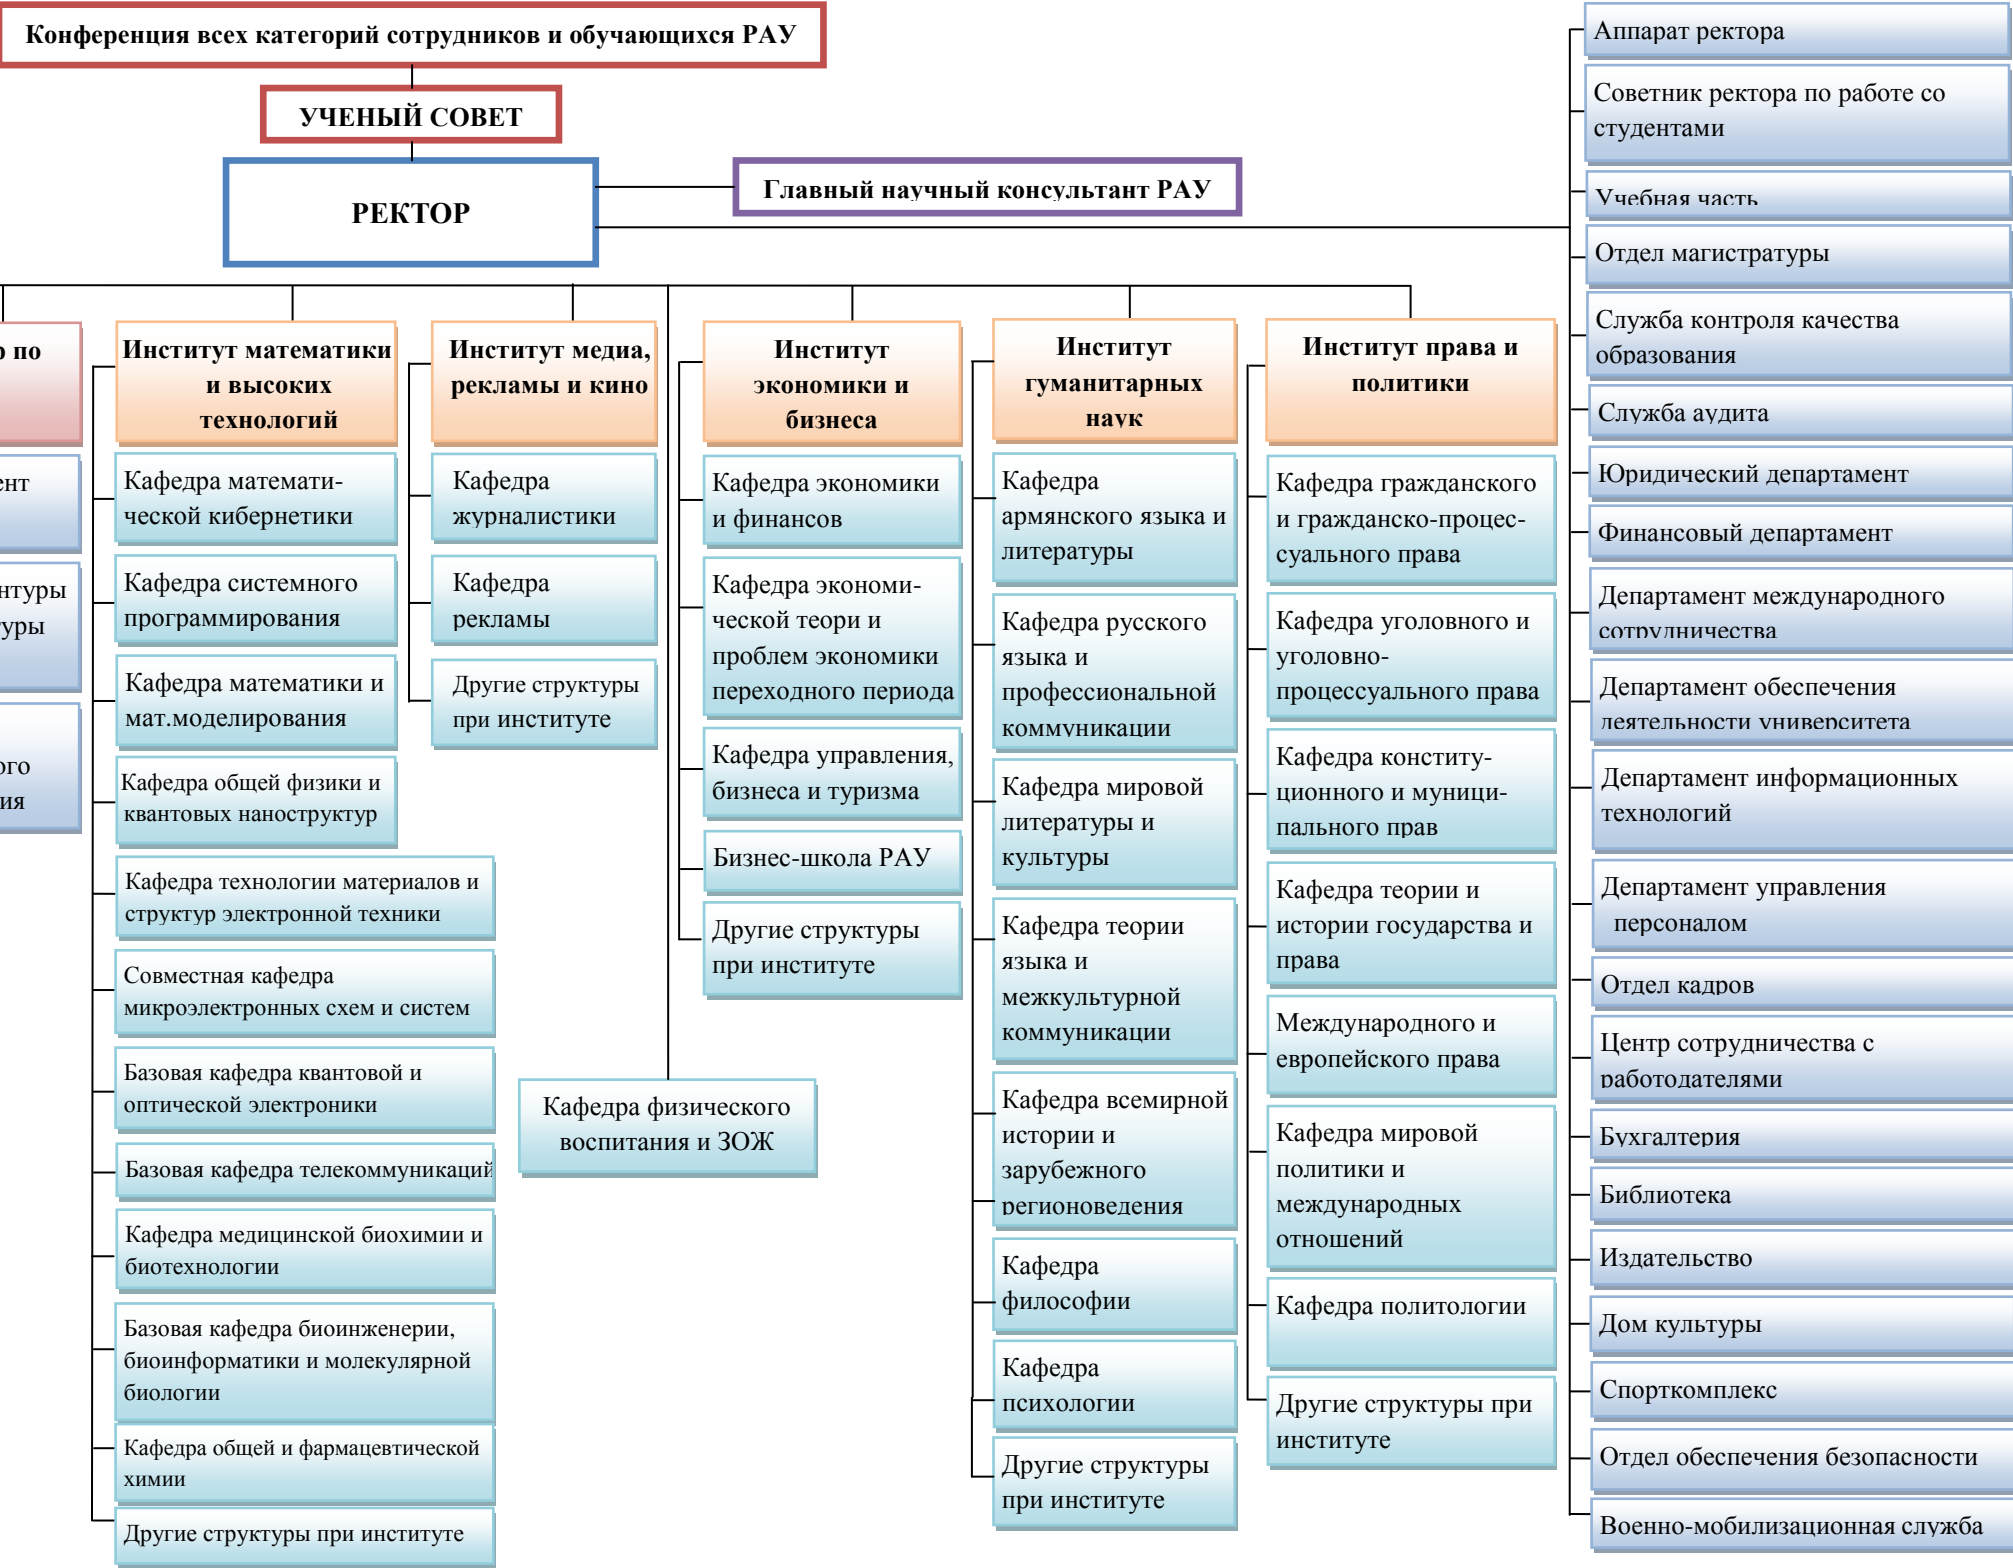 Конференция всех категорий сотрудников и обучающихся РАУ
УЧЕНЫЙ СОВЕТ
РЕКТОР
Главный научный консультант РАУ
по
Институт математики
и высоких
технологий
Кафедра математи-
ческой кибернетики
Кафедра системного
программирования
Кафедра математики и
мат.моделирования
Кафедра общей физики и
квантовых наноструктур
Кафедра технологии материалов и
структур электронной техники
Совместная кафедра
микроэлектронных схем и систем
Базовая кафедра квантовой и
оптической электроники
Базовая кафедра телекоммуникаций
Кафедра медицинской биохимии и
биотехнологии
Базовая кафедра биоинженерии,
биоинформатики и молекулярной
биологии
Кафедра общей и фармацевтической
химии
Другие структуры при институте
Институт медиа,
рекламы и кино
Кафедра
журналистики
Кафедра
рекламы
Другие структуры
при институте
Кафедра физического
воспитания и ЗОЖ
Институт
экономики и
бизнеса
Кафедра экономики
и финансов
Кафедра экономи-
ческой теори и
проблем экономики
переходного периода
Кафедра управления,
бизнеса и туризма
Бизнес-школа РАУ
Другие структуры
при институте
Институт
гуманитарных
наук
Кафедра
армянского языка и
литературы
Кафедра русского
языка и
профессиональной
коммуникации
Кафедра мировой
литературы и
культуры
Кафедра теории
языка и
межкультурной
коммуникации
Кафедра всемирной
истории и
зарубежного
регионоведения
Кафедра
философии
Кафедра
психологии
Другие структуры
при институте
Институт права и
политики
Кафедра гражданского
и гражданско-процес-
суального права
Кафедра уголовного и
уголовно-
процессуального права
Кафедра конститу-
ционного и муници-
пального прав
Кафедра теории и
истории государства и
права
Международного и
европейского права
Кафедра мировой
политики и
международных
отношений
Кафедра политологии
Другие структуры при
институте
Аппарат ректора
Советник ректора по работе со
студентами
Учебная часть
Отдел магистратуры
Служба контроля качества
образования
Служба аудита
Юридический департамент
Финансовый департамент
Департамент международного
сотрудничества
Департамент обеспечения
деятельности университета
Департамент информационных
технологий
Департамент управления
персоналом
Отдел кадров
Центр сотрудничества с
работодателями
Бухгалтерия
Библиотека
Издательство
Дом культуры
Спорткомплекс
Отдел обеспечения безопасности
Военно-мобилизационная служба